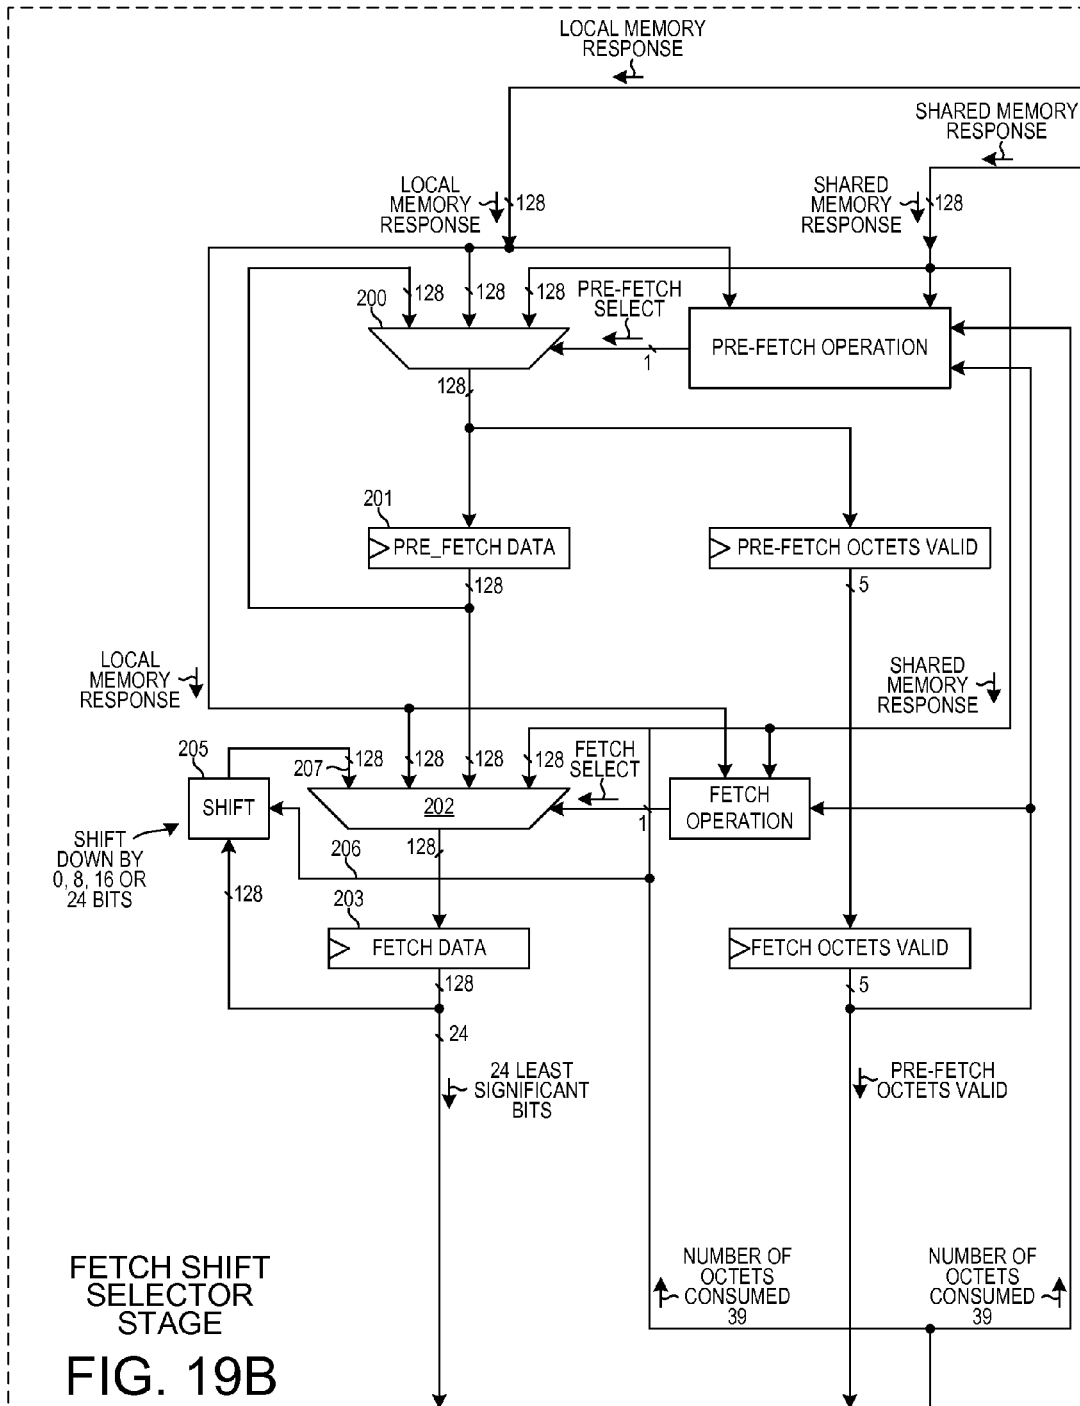 LOCAL MEMORY
RESPONSE
SHARED MEMORY
RESPONSE
LOCAL
MEMORY
RESPONSE
128
SHARED
MEMORY
RESPONSE
128
200
128
128
128
PRE-FETCH
SELECT
1
PRE-FETCH OPERATION
128
201
PRE_FETCH DATA
PRE-FETCH OCTETS VALID
128
5
LOCAL
MEMORY
RESPONSE
SHARED
MEMORY
RESPONSE
205
207
128
128
128
128
FETCH
SELECT
SHIFT
202
1
FETCH
OPERATION
SHIFT
DOWN BY
0, 8, 16 OR
24 BITS
128
206
128
203
FETCH DATA
FETCH OCTETS VALID
128
5
24
24 LEAST
SIGNIFICANT
BITS
PRE-FETCH
OCTETS VALID
NUMBER OF
OCTETS
CONSUMED
39
NUMBER OF
OCTETS
CONSUMED
39
FETCH SHIFT
SELECTOR
STAGE
FIG. 19B